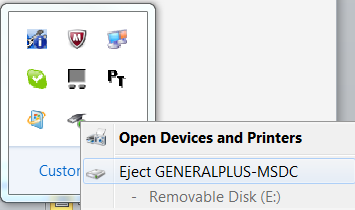 Open Devices and Printers
Custom
Eject GENERALPLUS-MSDC
- Removable Disk (E:)